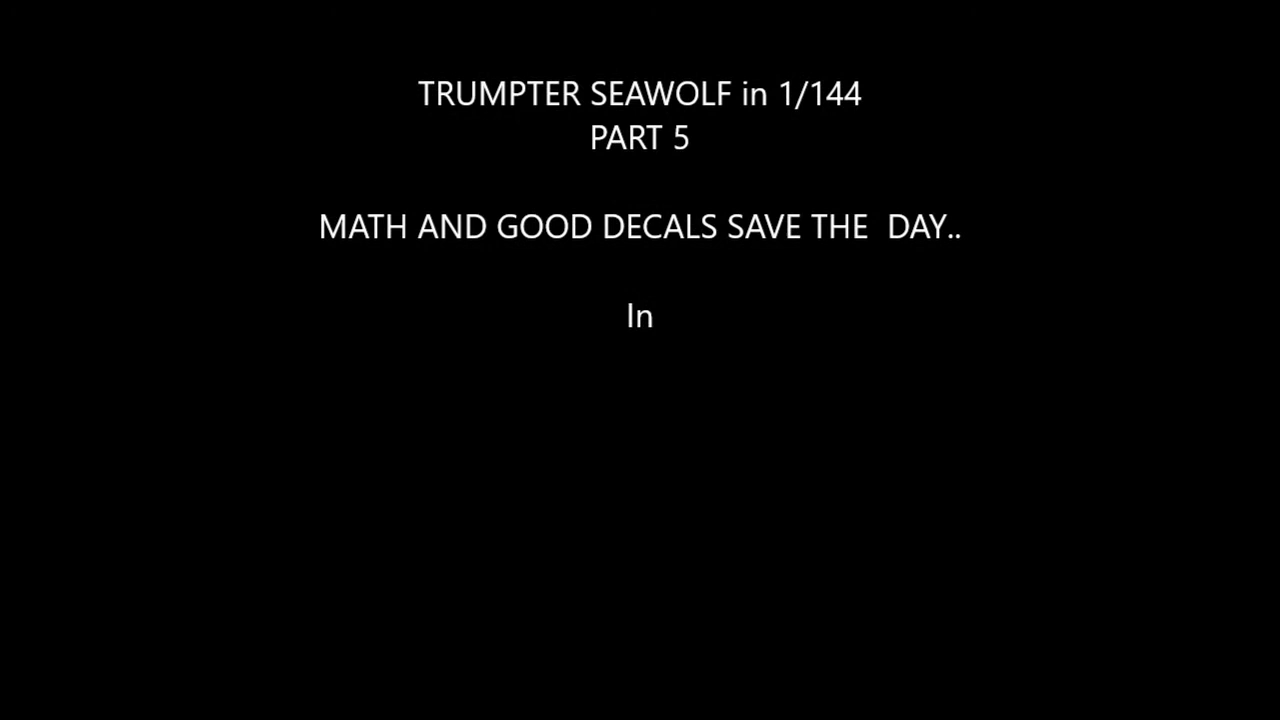 TRUMPTER SEAWOLF in 1/144
PART 5
MATH AND GOOD DECALS SAVE THE  DAY..
In